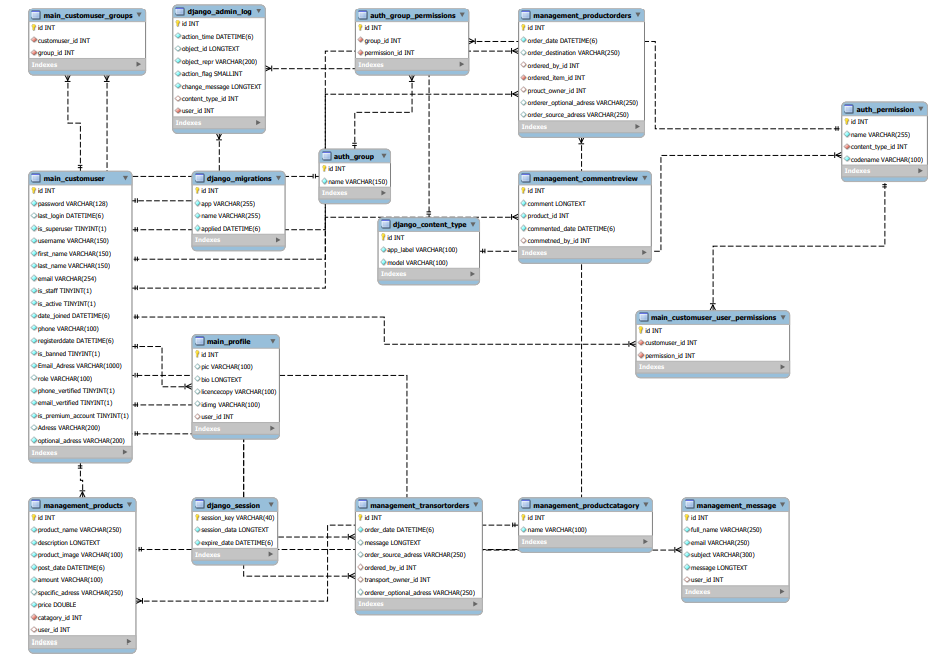 main_customuser_groups
id INT
customuser_id INT
group_id INT
Indexes
django_admin_log
id INT
action_time DATETIME(6)
object_id LONGTEXT
object_repr VARCHAR(200)
action_flag SMALLINT
change_message LONGTEXT
content_type_id INT
user_id INT
Indexes
auth_group_permissions
id INT
group_id INT
permission_id INT
Indexes
management_productorders
id INT
order_date DATETIME(6)
order_destination VARCHAR(250)
ordered_by_id INT
ordered_item_id INT
prouct_owner_id INT
orderer_optional_adress VARCHAR(250)
order_source_adress VARCHAR(250)
Indexes
auth_permission
id INT
name VARCHAR(255)
content_type_id INT
codename VARCHAR(100)
Indexes
auth_group
id INT
name VARCHAR(150)
Indexes
main_customuser
id INT
password VARCHAR(128)
last_login DATETIME(6)
is_superuser TINYINT(1)
username VARCHAR(150)
first_name VARCHAR(150)
last_name VARCHAR(150)
email VARCHAR(254)
is_staff TINYINT(1)
is_active TINYINT(1)
date_joined DATETIME(6)
phone VARCHAR(100)
registerddate DATETIME(6)
is_banned TINYINT(1)
Email_Adress VARCHAR(1000)
role VARCHAR(100)
phone_vertified TINYINT(1)
email_vertified TINYINT(1)
is_premium_account TINYINT(1)
Adress VARCHAR(200)
optional_adress VARCHAR(200)
Indexes
django_migrations
id INT
app VARCHAR(255)
name VARCHAR(255)
applied DATETIME(6)
Indexes
management_commentreview
id INT
comment LONGTEXT
product_id INT
commented_date DATETIME(6)
commetned_by_id INT
Indexes
django_content_type
id INT
app_label VARCHAR(100)
model VARCHAR(100)
Indexes
main_customuser_user_permissions
id INT
customuser_id INT
permission_id INT
Indexes
main_profile
id INT
pic VARCHAR(100)
bio LONGTEXT
licencecopy VARCHAR(100)
idimg VARCHAR(100)
user_id INT
Indexes
management_products
id INT
product_name VARCHAR(250)
description LONGTEXT
product_image VARCHAR(100)
post_date DATETIME(6)
amount VARCHAR(100)
specific_adress VARCHAR(250)
price DOUBLE
catagory_id INT
user_id INT
Indexes
django_session
session_key VARCHAR(40)
session_data LONGTEXT
expire_date DATETIME(6)
Indexes
management_transortorders
id INT
order_date DATETIME(6)
message LONGTEXT
order_source_adress VARCHAR(250)
ordered_by_id INT
transport_owner_id INT
orderer_optional_adress VARCHAR(250)
Indexes
management_productcatagory
id INT
name VARCHAR(100)
Indexes
management_message
id INT
full_name VARCHAR(250)
email VARCHAR(250)
subject VARCHAR(300)
message LONGTEXT
user_id INT
Indexes